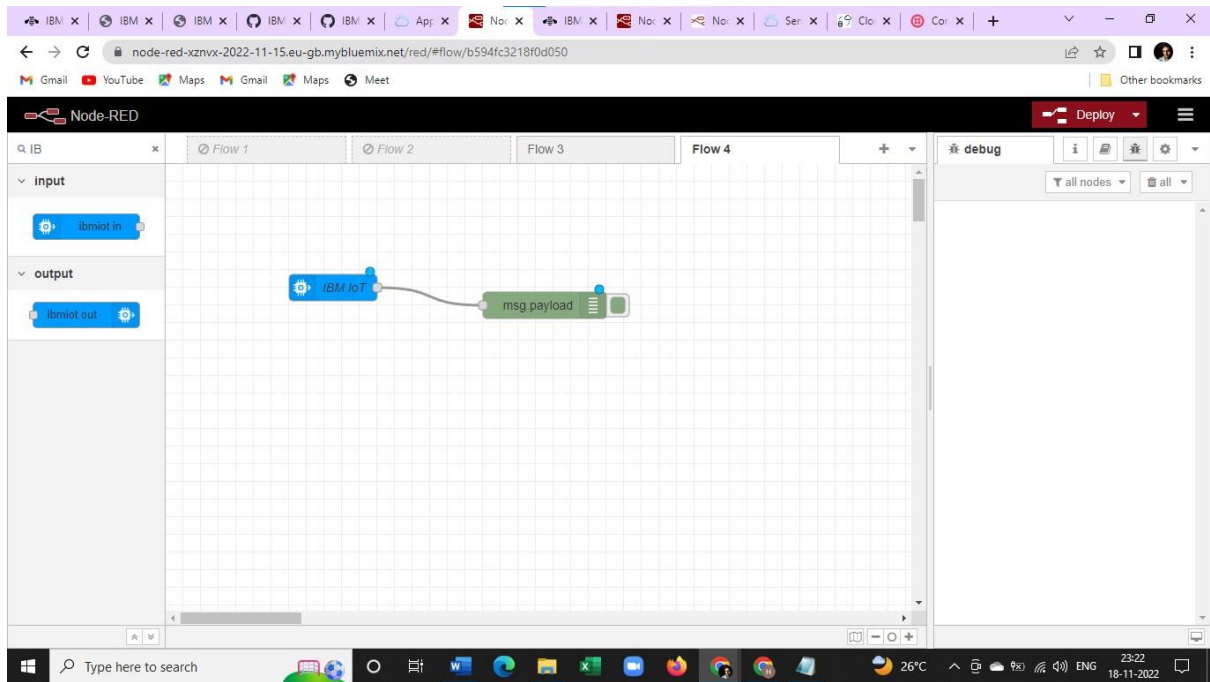 IBM IBM IBM IBM IBM App Noc IBM Noc Noc Ser Clo Cor
node-red-xznvx-2022-11-15.eu-gb.mybluemix.net/red/#flow/b594fc3218f0d050
Gmail YouTube Maps Gmail Maps Meet Other bookmarks
Node-RED Deploy
IB Flow 1 Flow 2 Flow 3 Flow 4 debug
input all nodes all
ibmiot in
output
IBM IoT
msg.payload
ibmiot out
Type here to search 26°C ENG 23:22
18-11-2022